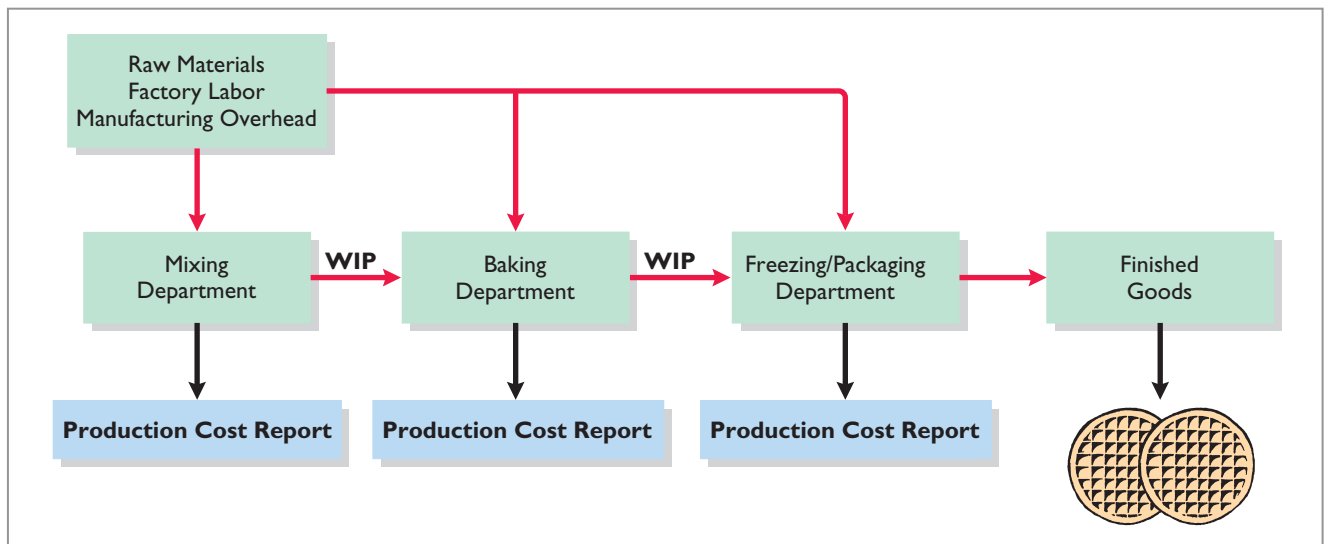 Raw Materials
Factory Labor
Manufacturing Overhead
Mixing
Department
WIP
Baking
Department
WIP
Freezing/Packaging
Department
Finished
Goods
Production Cost Report
Production Cost Report
Production Cost Report